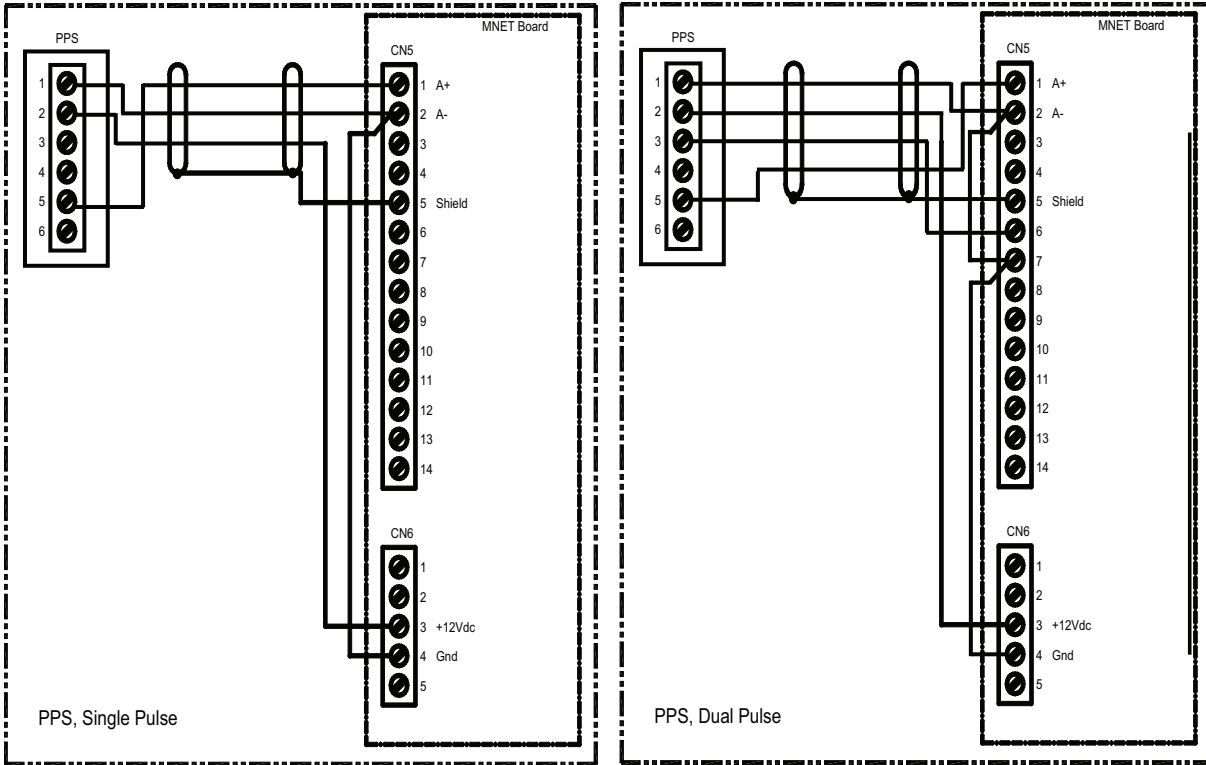 MNET Board
PPS
CN5
1
2
3
4
5
6
1 A+
2 A-
3
4
5 Shield
6
7
8
9
10
11
12
13
14
CN6
1
2
3 +12Vdc
4 Gnd
5
PPS, Single Pulse
MNET Board
PPS
CN5
1
2
3
4
5
6
1 A+
2 A-
3
4
5 Shield
6
7
8
9
10
11
12
13
14
CN6
1
2
3 +12Vdc
4 Gnd
5
PPS, Dual Pulse